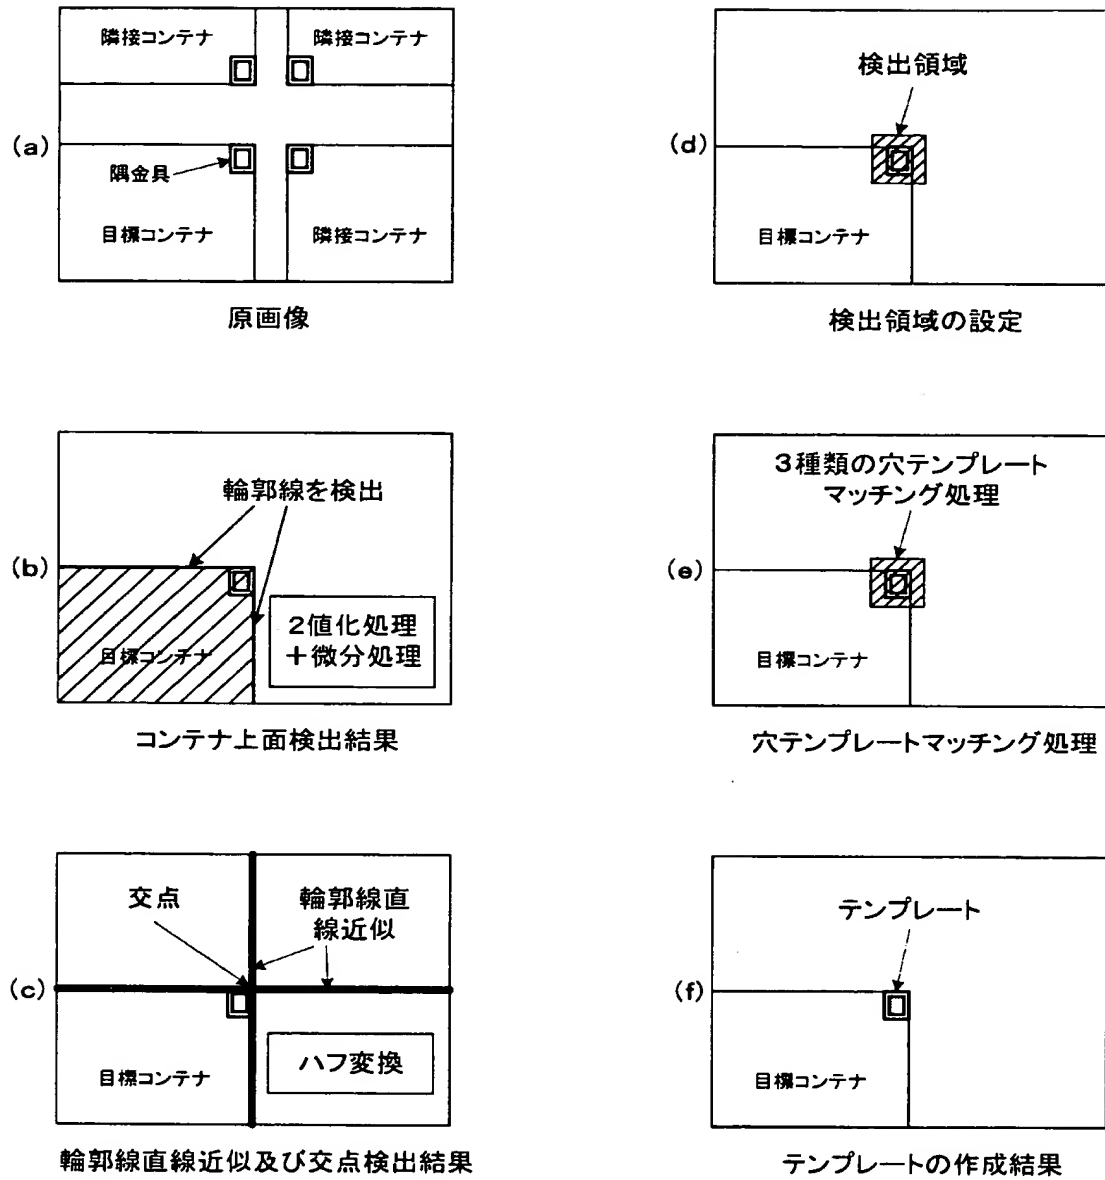 (a)
隣接コンテナ
隣接コンテナ
隅金具
目標コンテナ
隣接コンテナ
原画像
(b)
輪郭線を検出
目標コンテナ
2値化処理
+微分処理
コンテナ上面検出結果
(c)
交点
輪郭線直
線近似
目標コンテナ
ハフ変換
輪郭線直線近似及び交点検出結果
(d)
検出領域
目標コンテナ
検出領域の設定
(e)
3種類の穴テンプレート
マッチング処理
目標コンテナ
穴テンプレートマッチング処理
(f)
テンプレート
目標コンテナ
テンプレートの作成結果